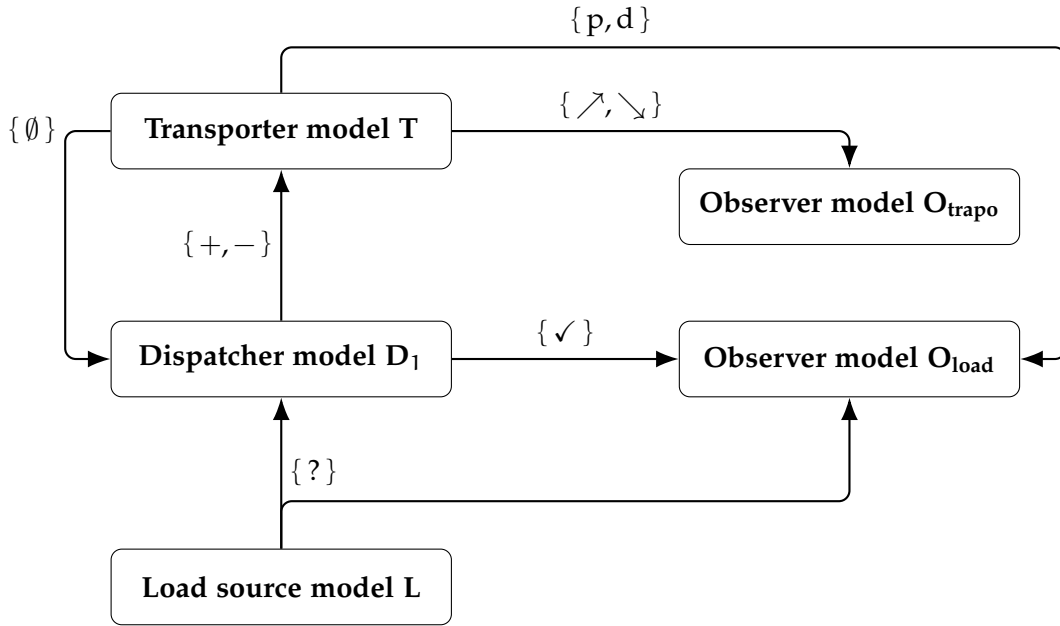 { p, d }
{ ∅ }
Transporter model T
{ ↗, ↘ }
Observer model O_trapo
{ +, − }
Dispatcher model D_1
{ ✓ }
Observer model O_load
{ ? }
Load source model L